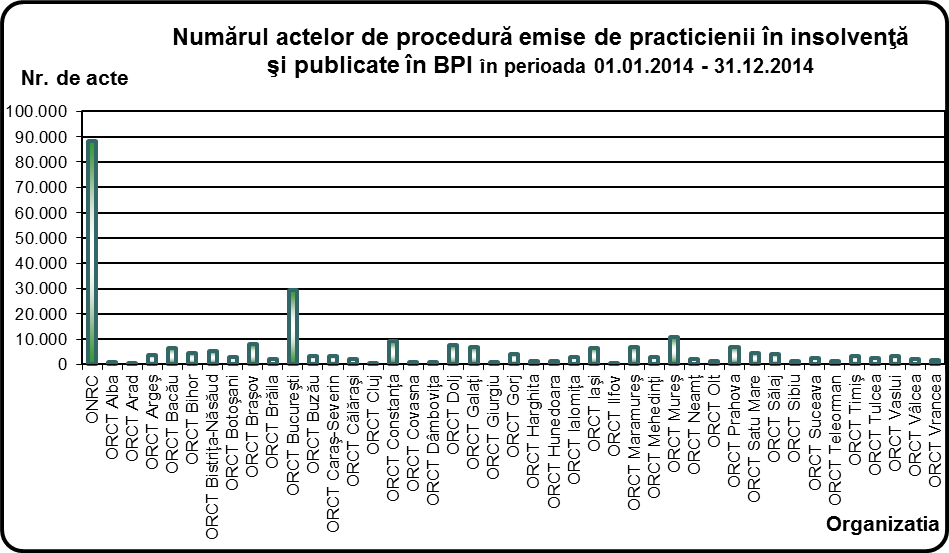 Numărul actelor de procedură emise de practicienii în insolvenţă
şi publicate în BPI în perioada 01.01.2014 - 31.12.2014
Nr. de acte
100.000
90.000
80.000
70.000
60.000
50.000
40.000
30.000
20.000
10.000
0
ONRC
ORCT Alba
ORCT Arad
ORCT Argeş
ORCT Bacău
ORCT Bihor
ORCT Bistriţa-Năsăud
ORCT Botoşani
ORCT Braşov
ORCT Brăila
ORCT Bucureşti
ORCT Buzău
ORCT Caraş-Severin
ORCT Călăraşi
ORCT Cluj
ORCT Constanţa
ORCT Covasna
ORCT Dâmboviţa
ORCT Dolj
ORCT Galaţi
ORCT Giurgiu
ORCT Gorj
ORCT Harghita
ORCT Hunedoara
ORCT Ialomiţa
ORCT Iaşi
ORCT Ilfov
ORCT Maramureş
ORCT Mehedinţi
ORCT Mureş
ORCT Neamţ
ORCT Olt
ORCT Prahova
ORCT Satu Mare
ORCT Sălaj
ORCT Sibiu
ORCT Suceava
ORCT Teleorman
ORCT Timiş
ORCT Tulcea
ORCT Vaslui
ORCT Vâlcea
ORCT Vrancea
Organizatia